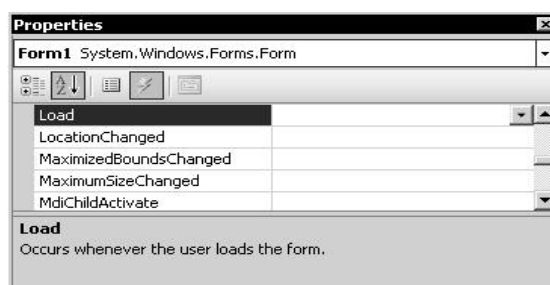 Properties
Form1 System.Windows.Forms.Form
Load
LocationChanged
MaximizedBoundsChanged
MaximumSizeChanged
MdiChildActivate
Load
Occurs whenever the user loads the form.